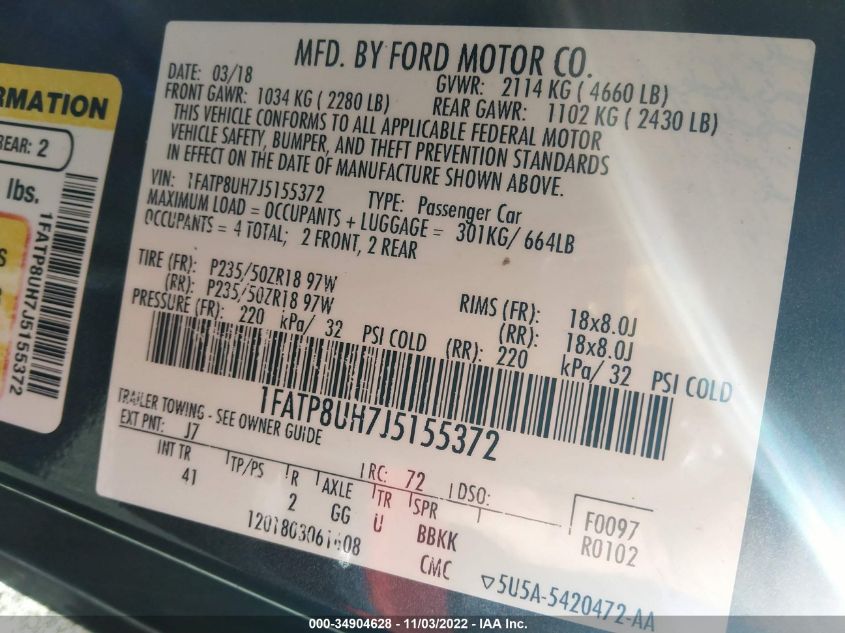 MFD. BY FORD MOTOR CO.
DATE: 03/18 GVWR: 2114 KG ( 4660 LB)
FRONT GAWR: 1034 KG ( 2280 LB) REAR GAWR: 1102 KG ( 2430 LB)
THIS VEHICLE CONFORMS TO ALL APPLICABLE FEDERAL MOTOR
VEHICLE SAFETY, BUMPER, AND THEFT PREVENTION STANDARDS
IN EFFECT ON THE DATE OF MANUFACTURE SHOWN ABOVE.
VIN: 1FATP8UH7J5155372 TYPE: Passenger Car
MAXIMUM LOAD = OCCUPANTS + LUGGAGE = 301KG/ 664LB
OCCUPANTS = 4 TOTAL; 2 FRONT, 2 REAR
TIRE (FR): P235/50ZR18 97W RIMS (FR): 18x8.0J
(RR): P235/50ZR18 97W (RR): 18x8.0J
PRESSURE (FR): 220 kPa/ 32 PSI COLD (RR): 220 kPa/ 32 PSI COLD
1FATP8UH7J5155372
TRAILER TOWING - SEE OWNER GUIDE
EXT PNT: J7 RC: 72 DSO:
INT TR TP/PS R AXLE TR SPR
41 2 GG U BBKK
F0097
R0102
CMC
5U5A-5420472-AA
RMATION
REAR: 2
lbs.
1FATP8UH7J5155372
000-34904628 - 11/03/2022 - IAA Inc.